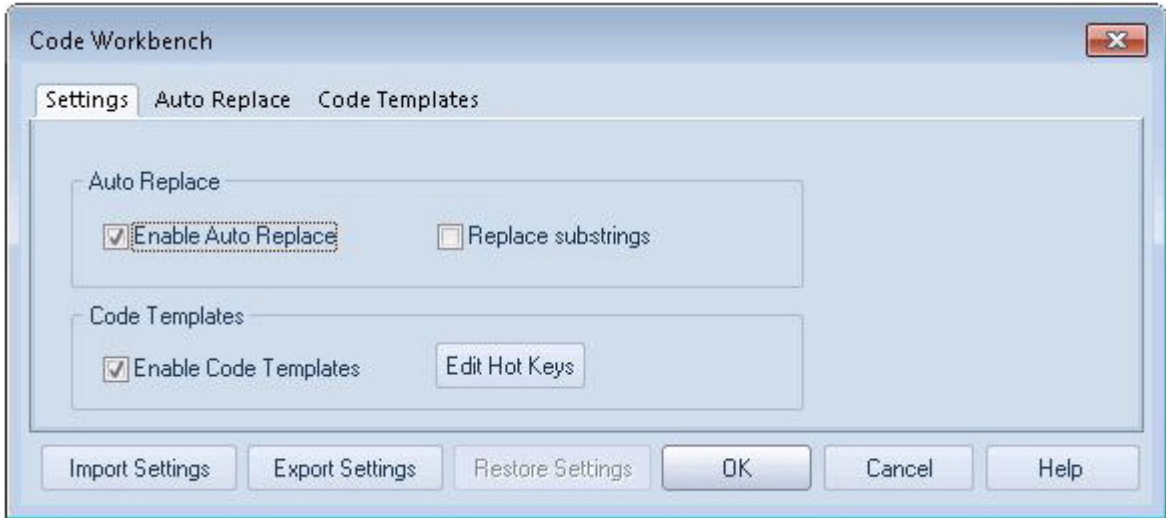 Code Workbench
Settings Auto Replace Code Templates
Auto Replace
Enable Auto Replace Replace substrings
Code Templates
Enable Code Templates Edit Hot Keys
Import Settings Export Settings Restore Settings OK Cancel Help